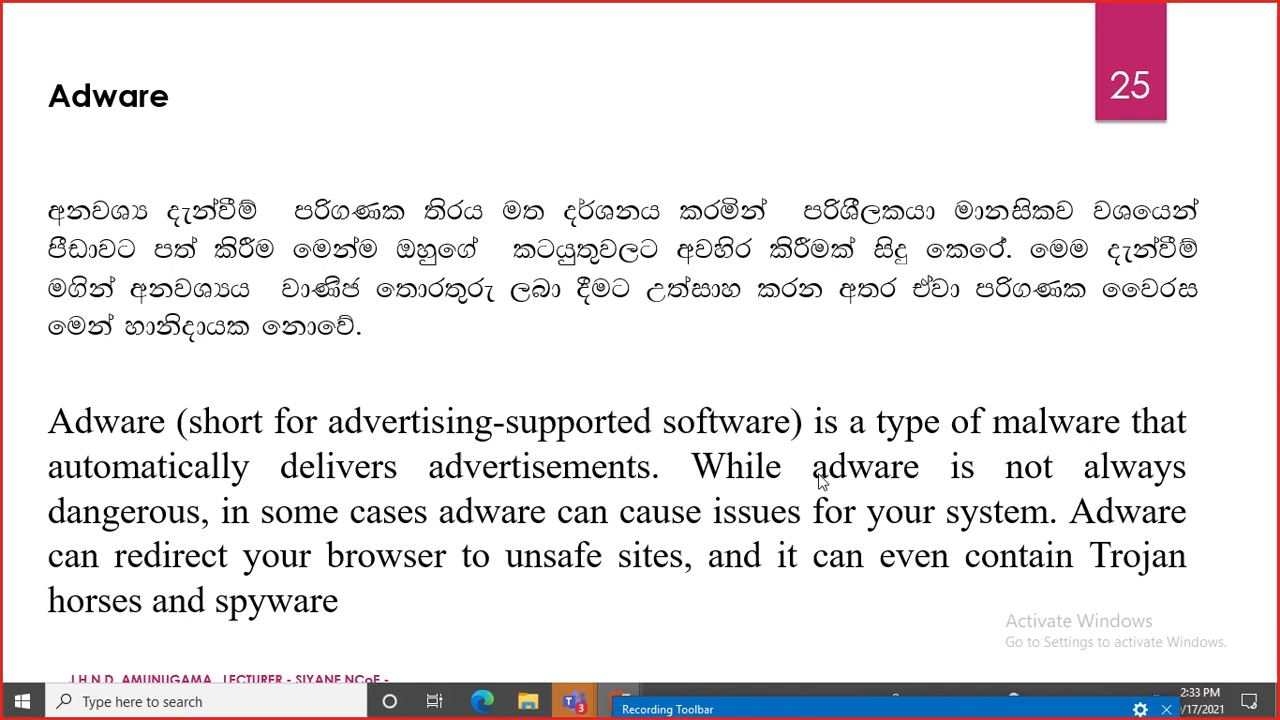 25
Adware
අනවශ්‍ය දැන්වීම් පරිගණක තිරය මත දර්ශනය කරමින් පරිශීලකයා මානසිකව වශයෙන්
පීඩාවට පත් කිරීම මෙන්ම ඔහුගේ කටයුතුවලට අවහිර කිරීමක් සිදු කෙරේ. මෙම දැන්වීම්
මගින් අනවශ්‍යය වාණිජ තොරතුරු ලබා දීමට උත්සාහ කරන අතර ඒවා පරිගණක වෛරස
මෙන් හානිදායක නොවේ.
Adware (short for advertising-supported software) is a type of malware that
automatically delivers advertisements. While adware is not always
dangerous, in some cases adware can cause issues for your system. Adware
can redirect your browser to unsafe sites, and it can even contain Trojan
horses and spyware
Activate Windows
Go to Settings to activate Windows.
J.H.N.D. AMUNUGAMA LECTURER - SIYANE NCoE -
Type here to search
3
2:33 PM
/17/2021
Recording Toolbar